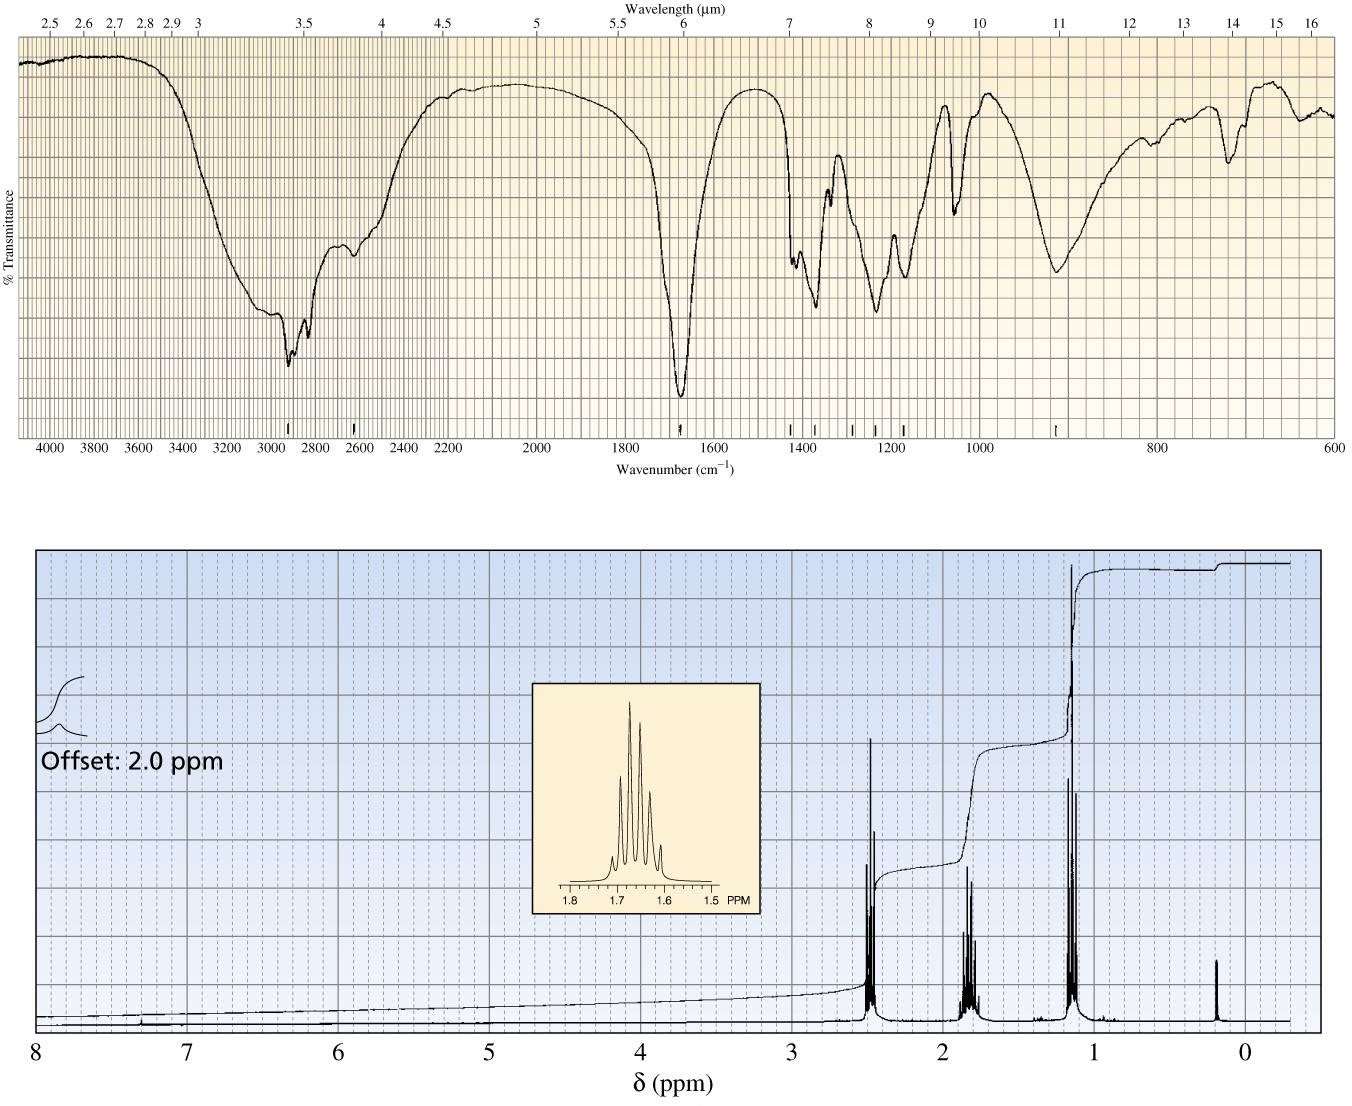 Wavelength (μm)
2.5 2.6 2.7 2.8 2.9 3 3.5 4 4.5 5 5.5 6 7 8 9 10 11 12 13 14 15 16
% Transmittance
4000 3800 3600 3400 3200 3000 2800 2600 2400 2200 2000 1800 1600 1400 1200 1000 800 600
Wavenumber (cm⁻¹)
Offset: 2.0 ppm
1.8 1.7 1.6 1.5 PPM
8 7 6 5 4 3 2 1 0
δ (ppm)